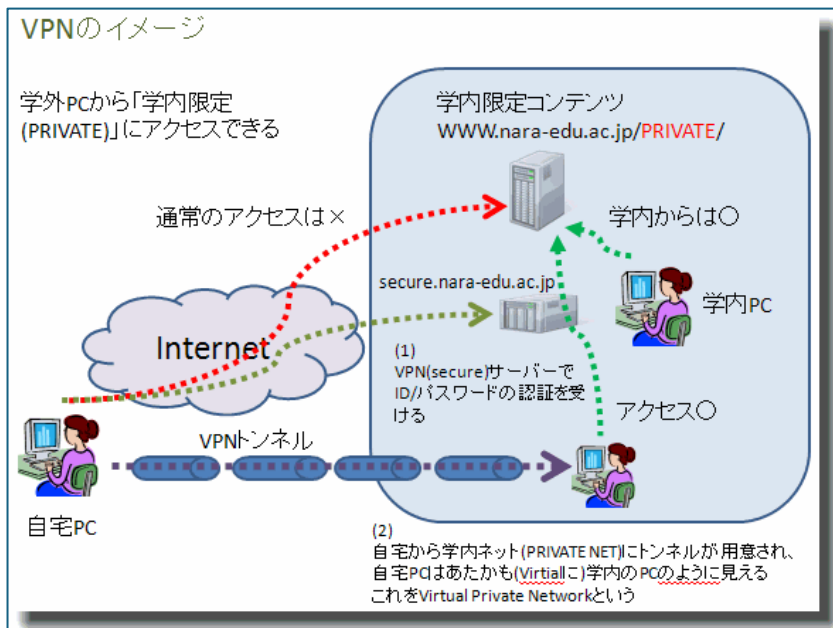 VPNのイメージ
学外PCから「学内限定
(PRIVATE)」にアクセスできる
学内限定コンテンツ
WWW.nara-edu.ac.jp/PRIVATE/
通常のアクセスは×
学内からは〇
secure.nara-edu.ac.jp
学内PC
Internet
(1)
VPN(secure)サーバーで
ID/パスワードの認証を受
ける
アクセス〇
VPNトンネル
自宅PC
(2)
自宅から学内ネット(PRIVATE NET)にトンネルが用意され、
自宅PCはあたかも(Virtialに)学内のPCのように見える
これをVirtual Private Networkという